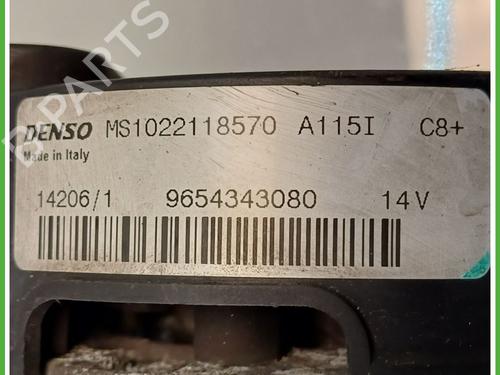 B-PARTS
DENSO MS1022118570 A115I C8+
Made in Italy
14206/1 9654343080 14V